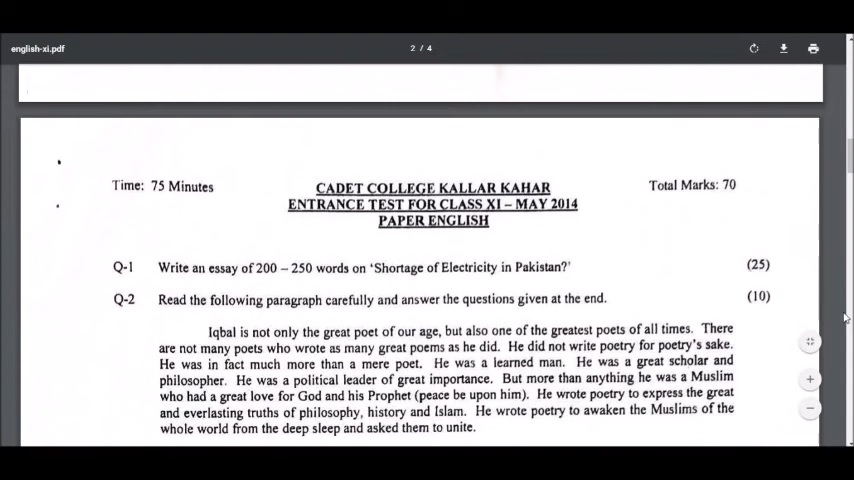 english-xi.pdf
2 / 4
Time: 75 Minutes
CADET COLLEGE KALLAR KAHAR
Total Marks: 70
ENTRANCE TEST FOR CLASS XI – MAY 2014
PAPER ENGLISH
Q-1 Write an essay of 200 – 250 words on ‘Shortage of Electricity in Pakistan?’ (25)
Q-2 Read the following paragraph carefully and answer the questions given at the end. (10)
Iqbal is not only the great poet of our age, but also one of the greatest poets of all times. There
are not many poets who wrote as many great poems as he did. He did not write poetry for poetry's sake.
He was in fact much more than a mere poet. He was a learned man. He was a great scholar and
philosopher. He was a political leader of great importance. But more than anything he was a Muslim
who had a great love for God and his Prophet (peace be upon him). He wrote poetry to express the great
and everlasting truths of philosophy, history and Islam. He wrote poetry to awaken the Muslims of the
whole world from the deep sleep and asked them to unite.